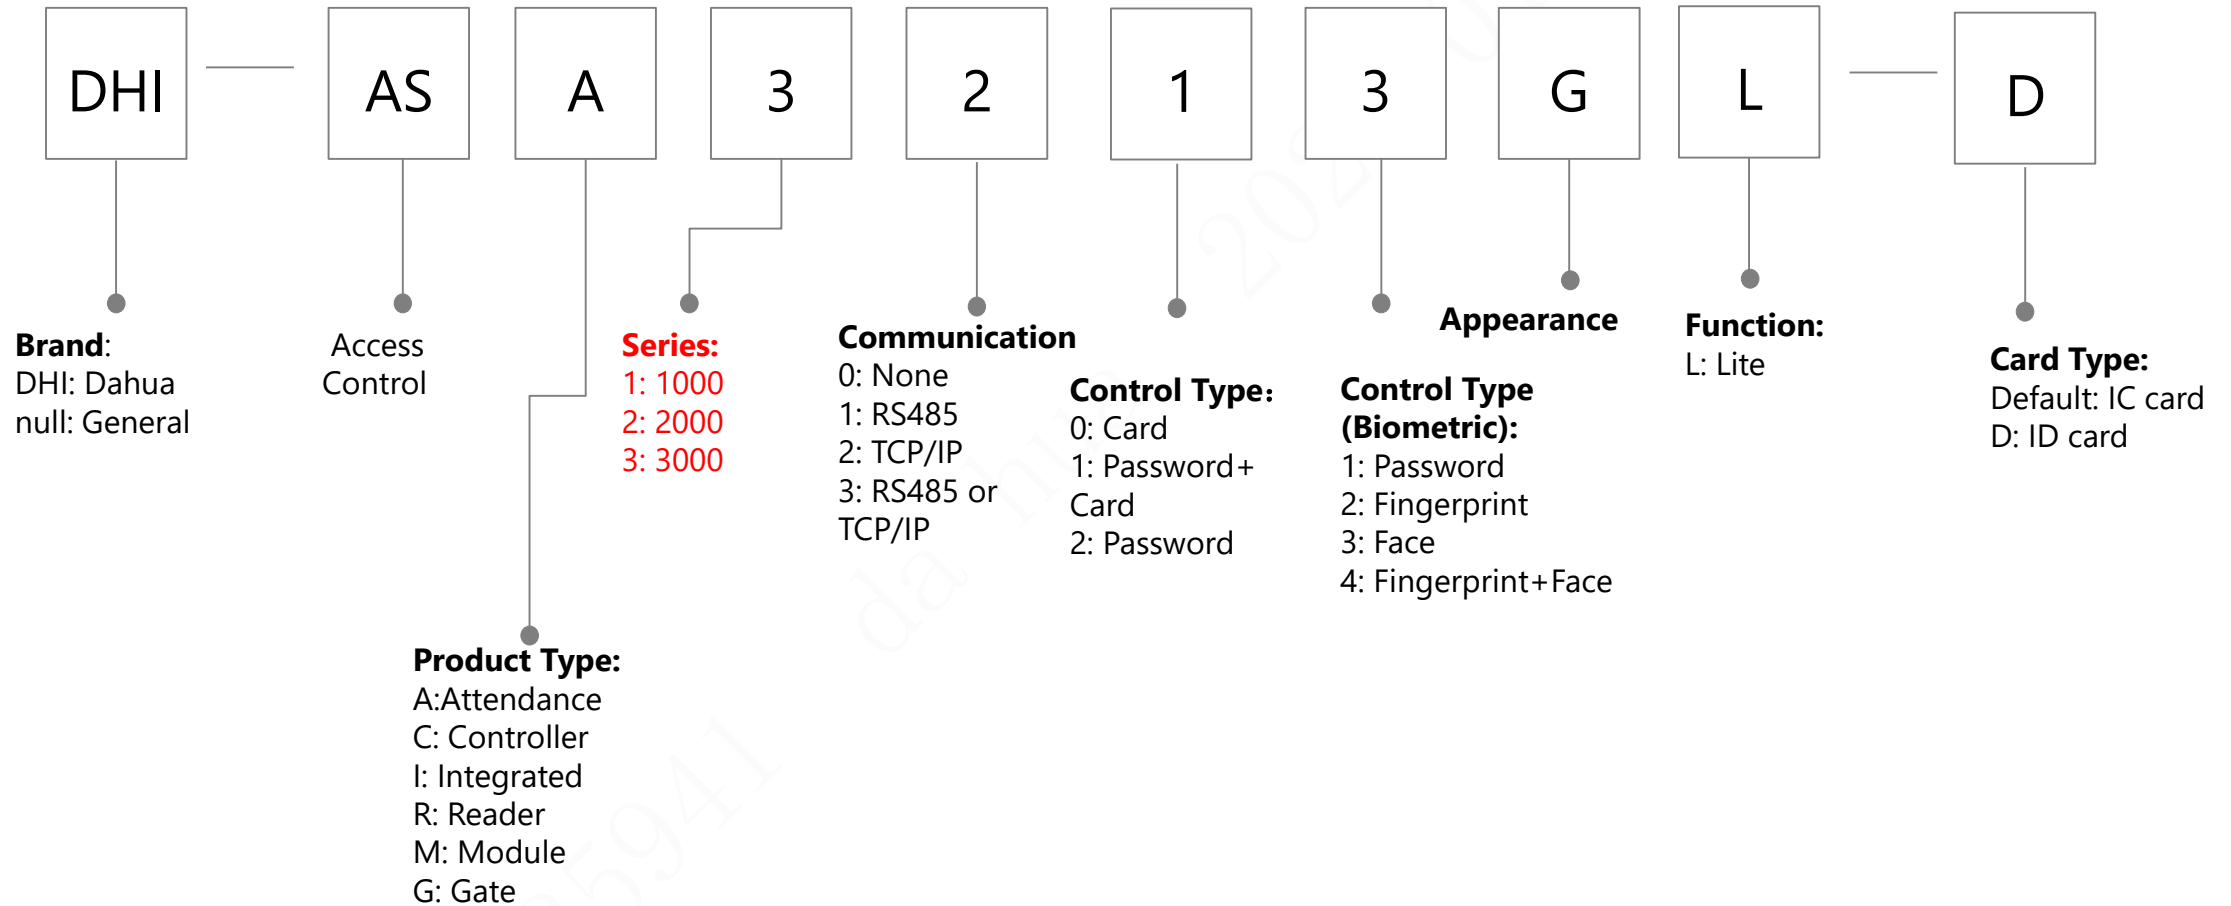 DHI AS A 3 2 1 3 G L D
Brand:
DHI: Dahua
null: General
Access
Control
Product Type:
A:Attendance
C: Controller
I: Integrated
R: Reader
M: Module
G: Gate
Series:
1: 1000
2: 2000
3: 3000
Communication
0: None
1: RS485
2: TCP/IP
3: RS485 or
TCP/IP
Control Type：
0: Card
1: Password+
Card
2: Password
Control Type
(Biometric):
1: Password
2: Fingerprint
3: Face
4: Fingerprint+Face
Appearance
Function:
L: Lite
Card Type:
Default: IC card
D: ID card